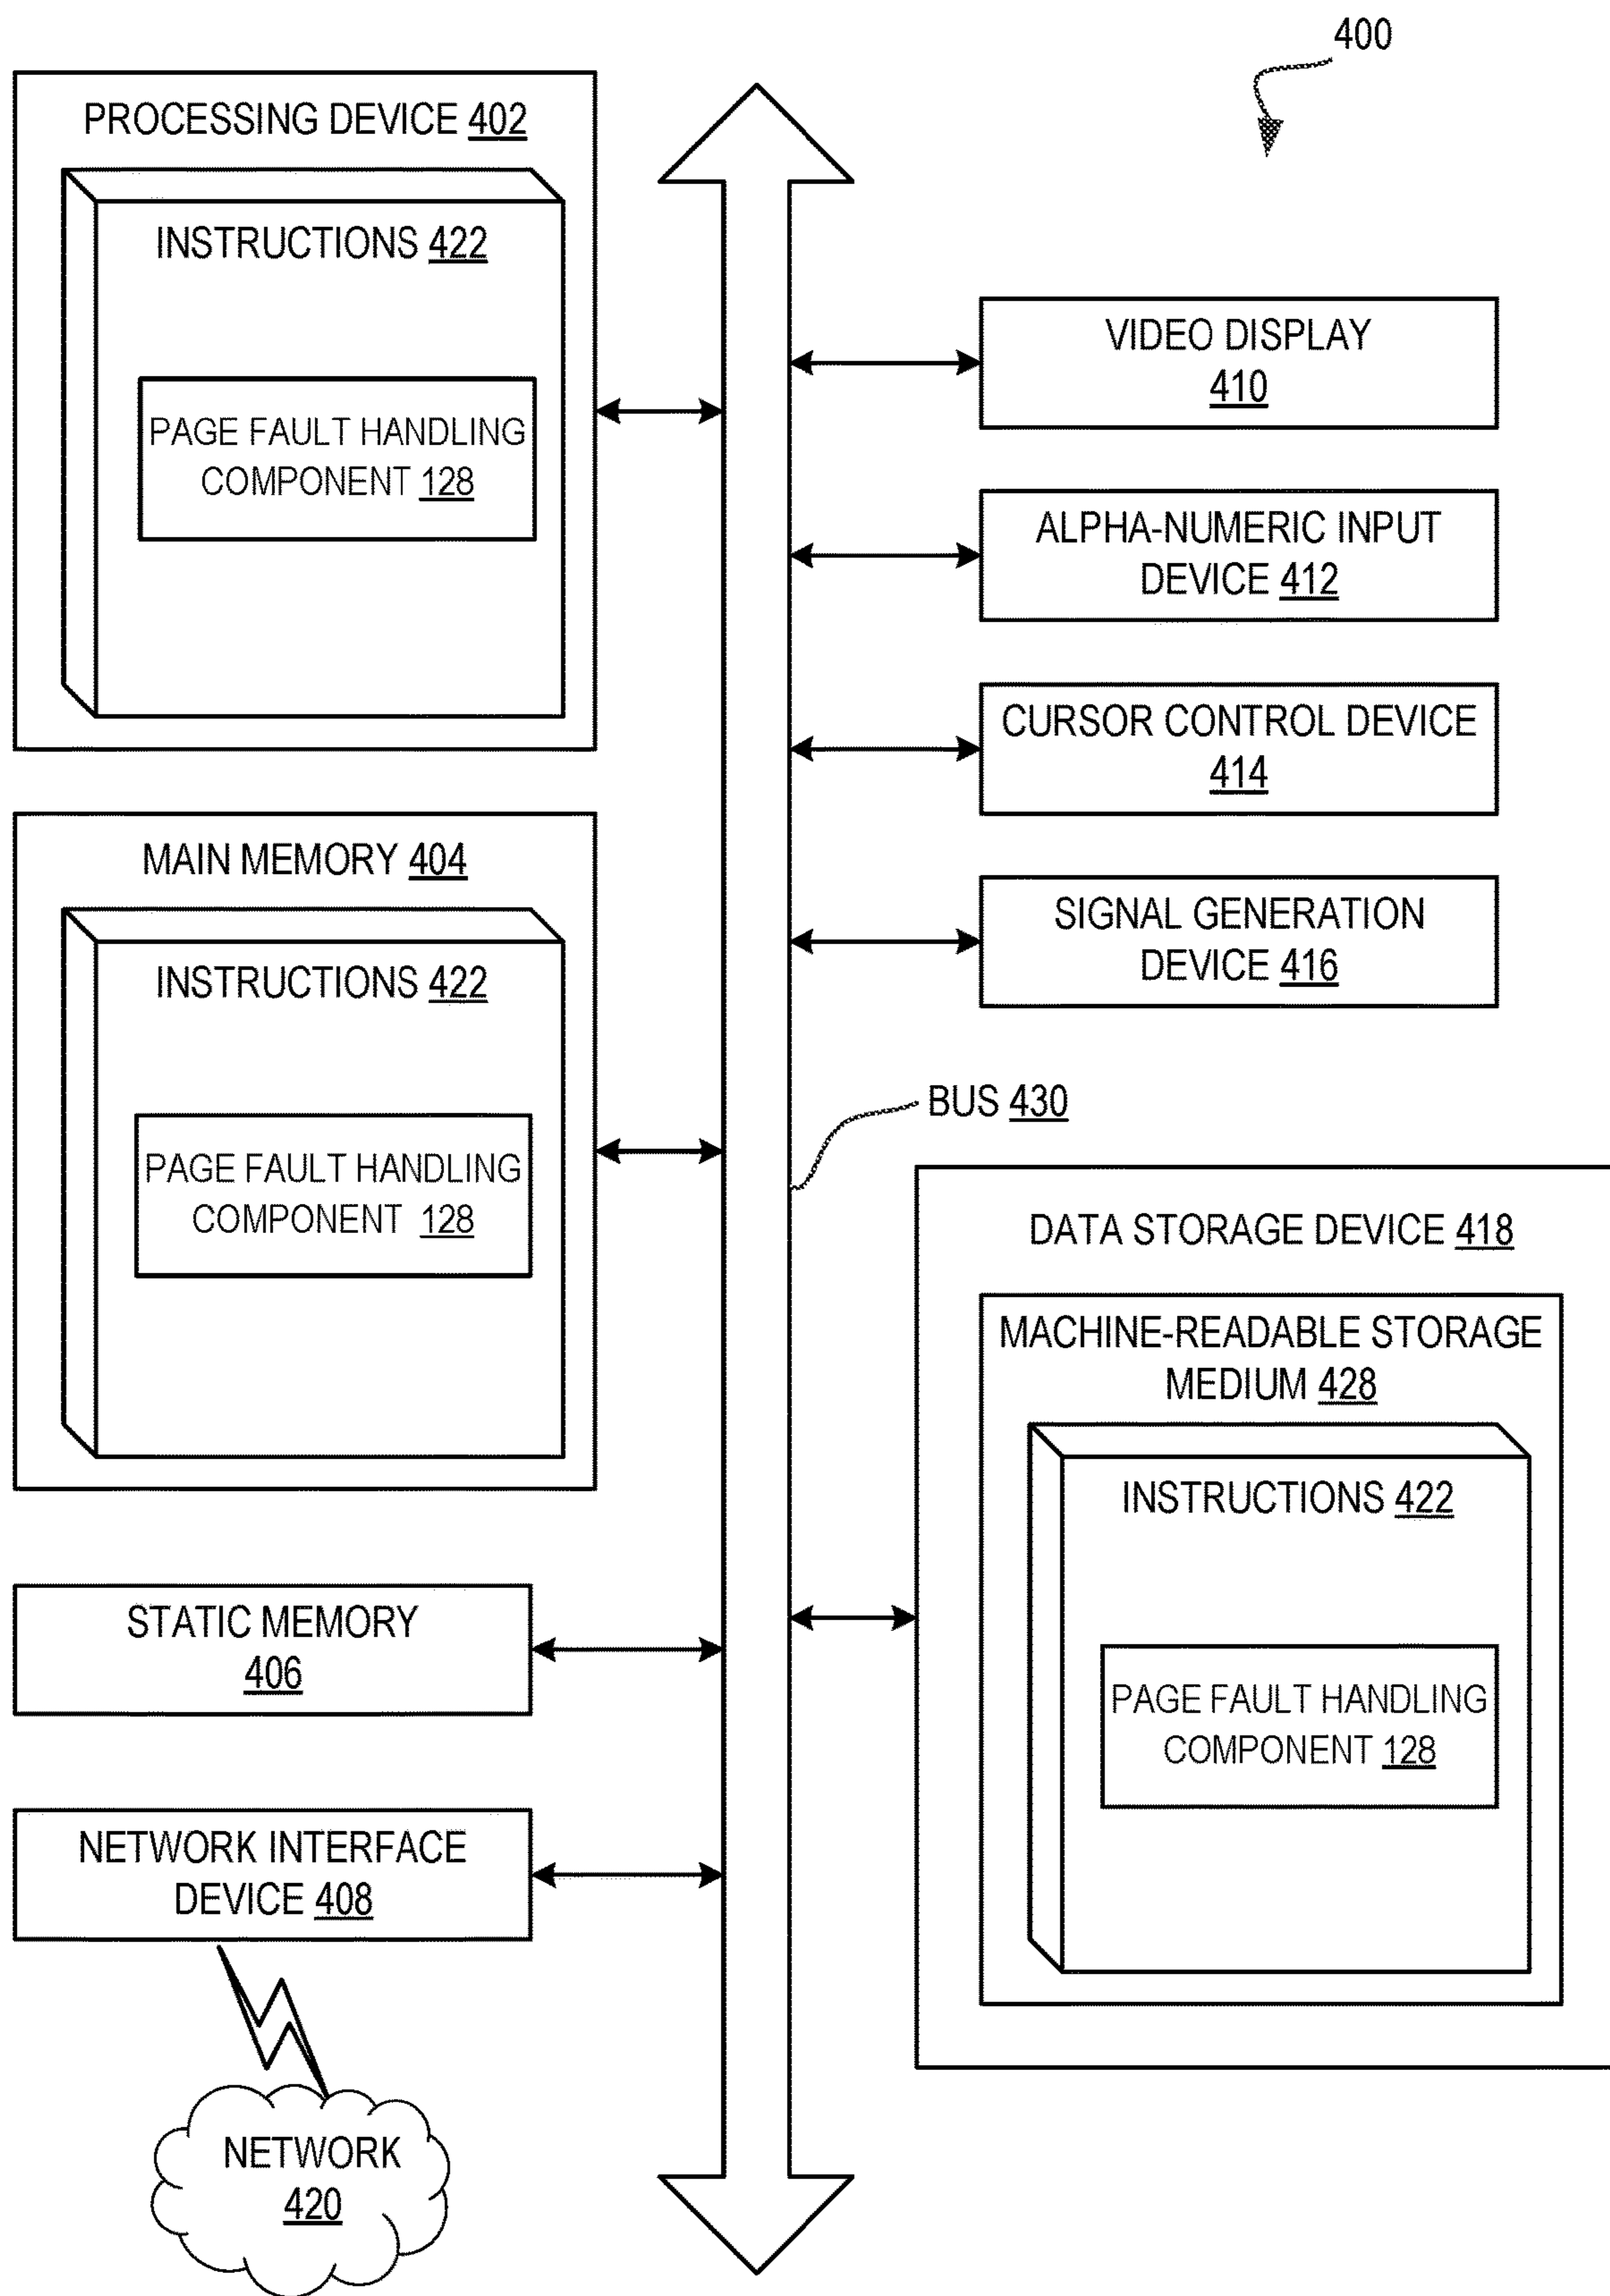 400
PROCESSING DEVICE 402
INSTRUCTIONS 422
PAGE FAULT HANDLING
COMPONENT 128
MAIN MEMORY 404
INSTRUCTIONS 422
PAGE FAULT HANDLING
COMPONENT 128
STATIC MEMORY
406
NETWORK INTERFACE
DEVICE 408
NETWORK
420
VIDEO DISPLAY
410
ALPHA-NUMERIC INPUT
DEVICE 412
CURSOR CONTROL DEVICE
414
SIGNAL GENERATION
DEVICE 416
BUS 430
DATA STORAGE DEVICE 418
MACHINE-READABLE STORAGE
MEDIUM 428
INSTRUCTIONS 422
PAGE FAULT HANDLING
COMPONENT 128